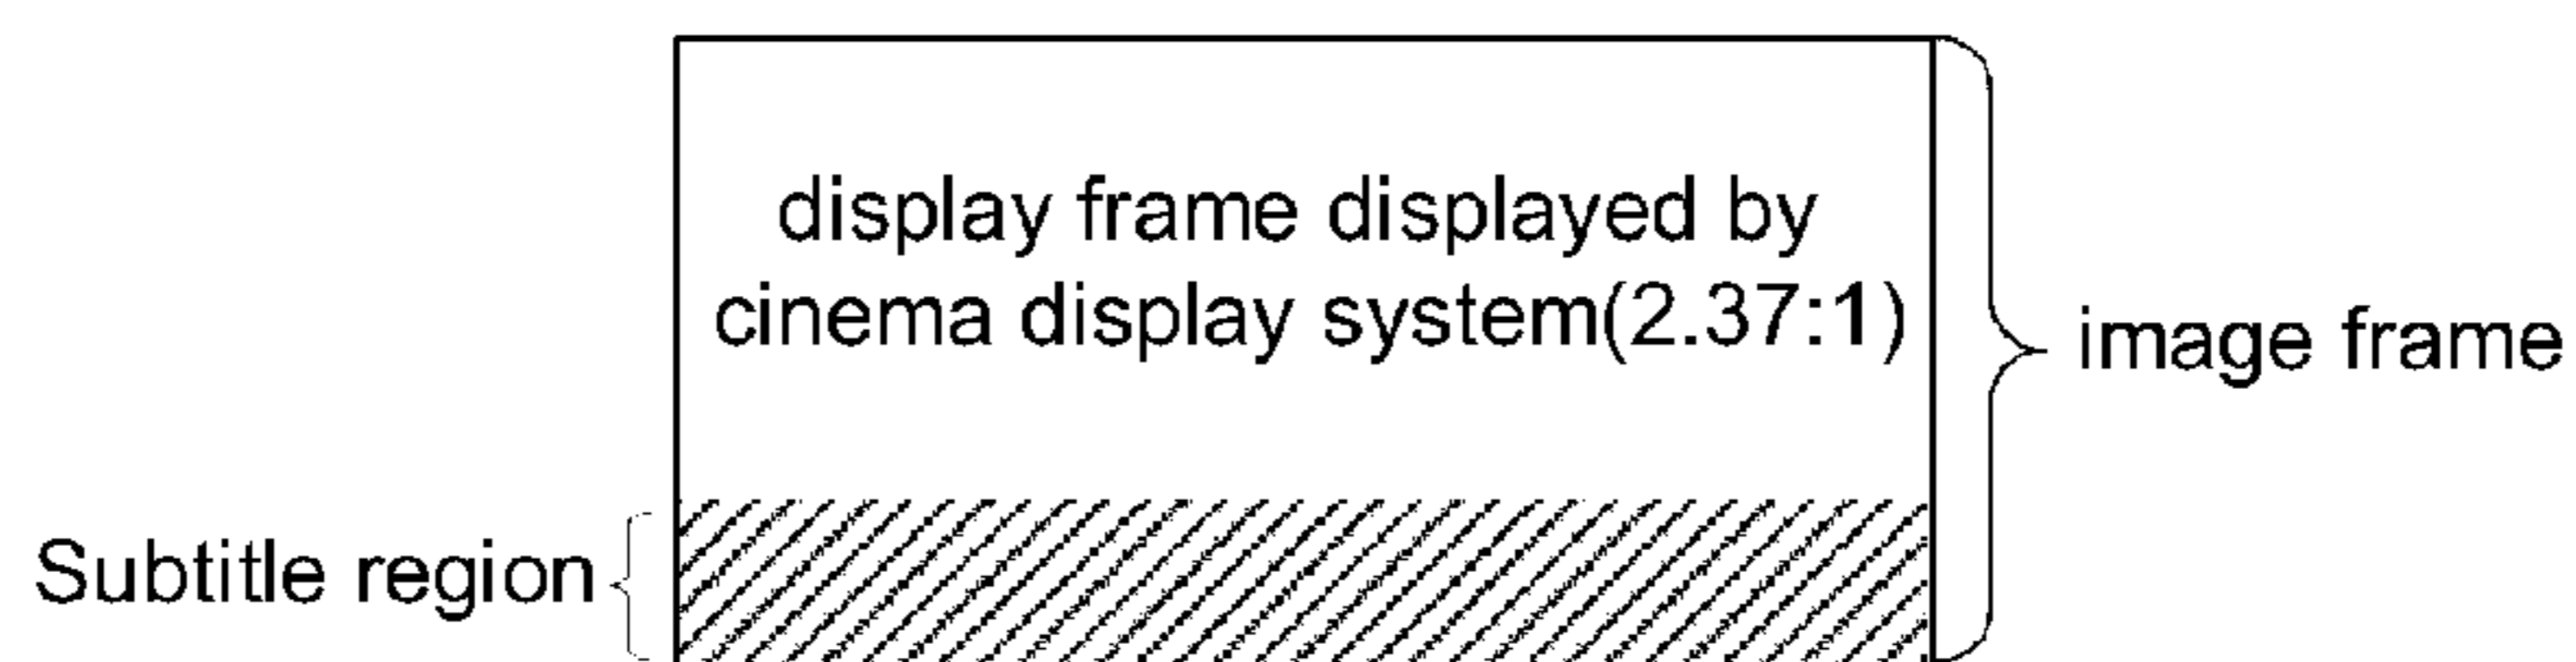 display frame displayed by
cinema display system(2.37:1)
image frame
Subtitle region